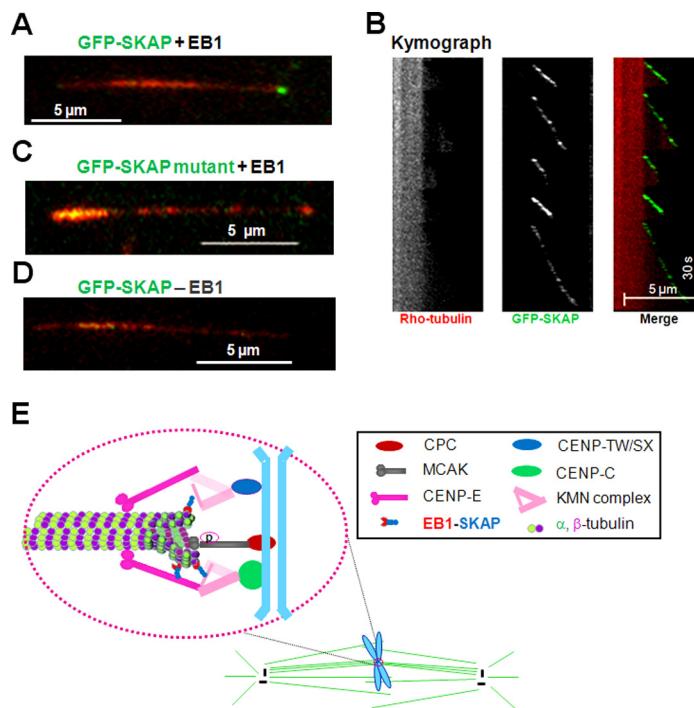 A
GFP-SKAP + EB1
5 µm
B
Kymograph
Rho-tubulin
GFP-SKAP
Merge
5 µm
30 s
C
GFP-SKAP mutant + EB1
5 µm
D
GFP-SKAP – EB1
5 µm
E
p
CPC
MCAK
CENP-E
EB1-SKAP
CENP-TW/SX
CENP-C
KMN complex
α, β-tubulin